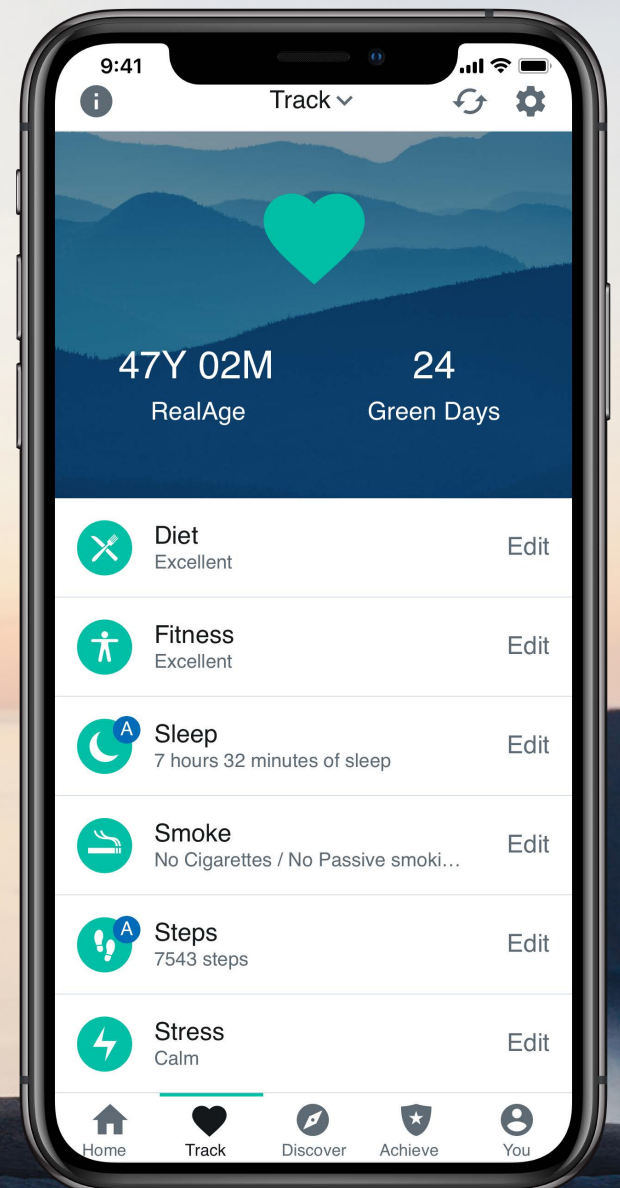 9:41
Track
47Y 02M
RealAge
24
Green Days
Diet
Excellent
Edit
Fitness
Excellent
Edit
A
Sleep
7 hours 32 minutes of sleep
Edit
Smoke
No Cigarettes / No Passive smoki...
Edit
A
Steps
7543 steps
Edit
Stress
Calm
Edit
Home
Track
Discover
Achieve
You